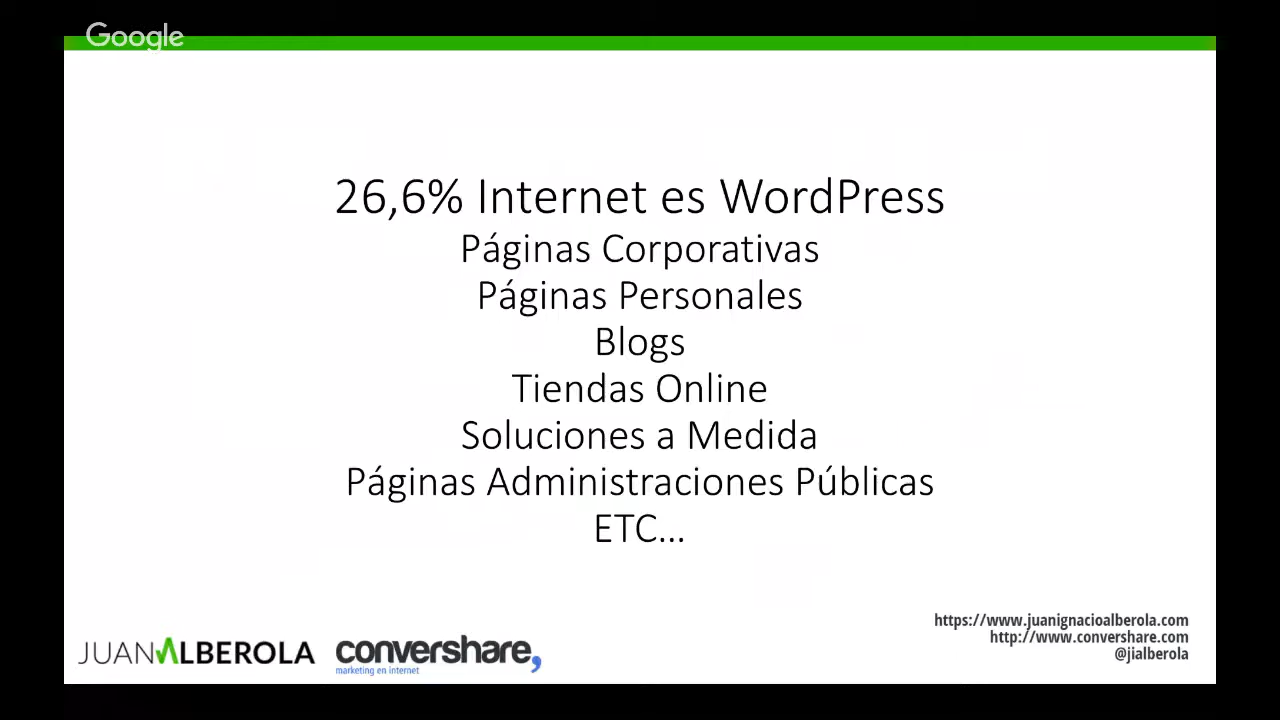 Google
26,6% Internet es WordPress
Páginas Corporativas
Páginas Personales
Blogs
Tiendas Online
Soluciones a Medida
Páginas Administraciones Públicas
ETC...
https://www.juanignacioalberola.com
http://www.convershare.com
@jialberola
JUANALBEROLA
convershare,
marketing en internet